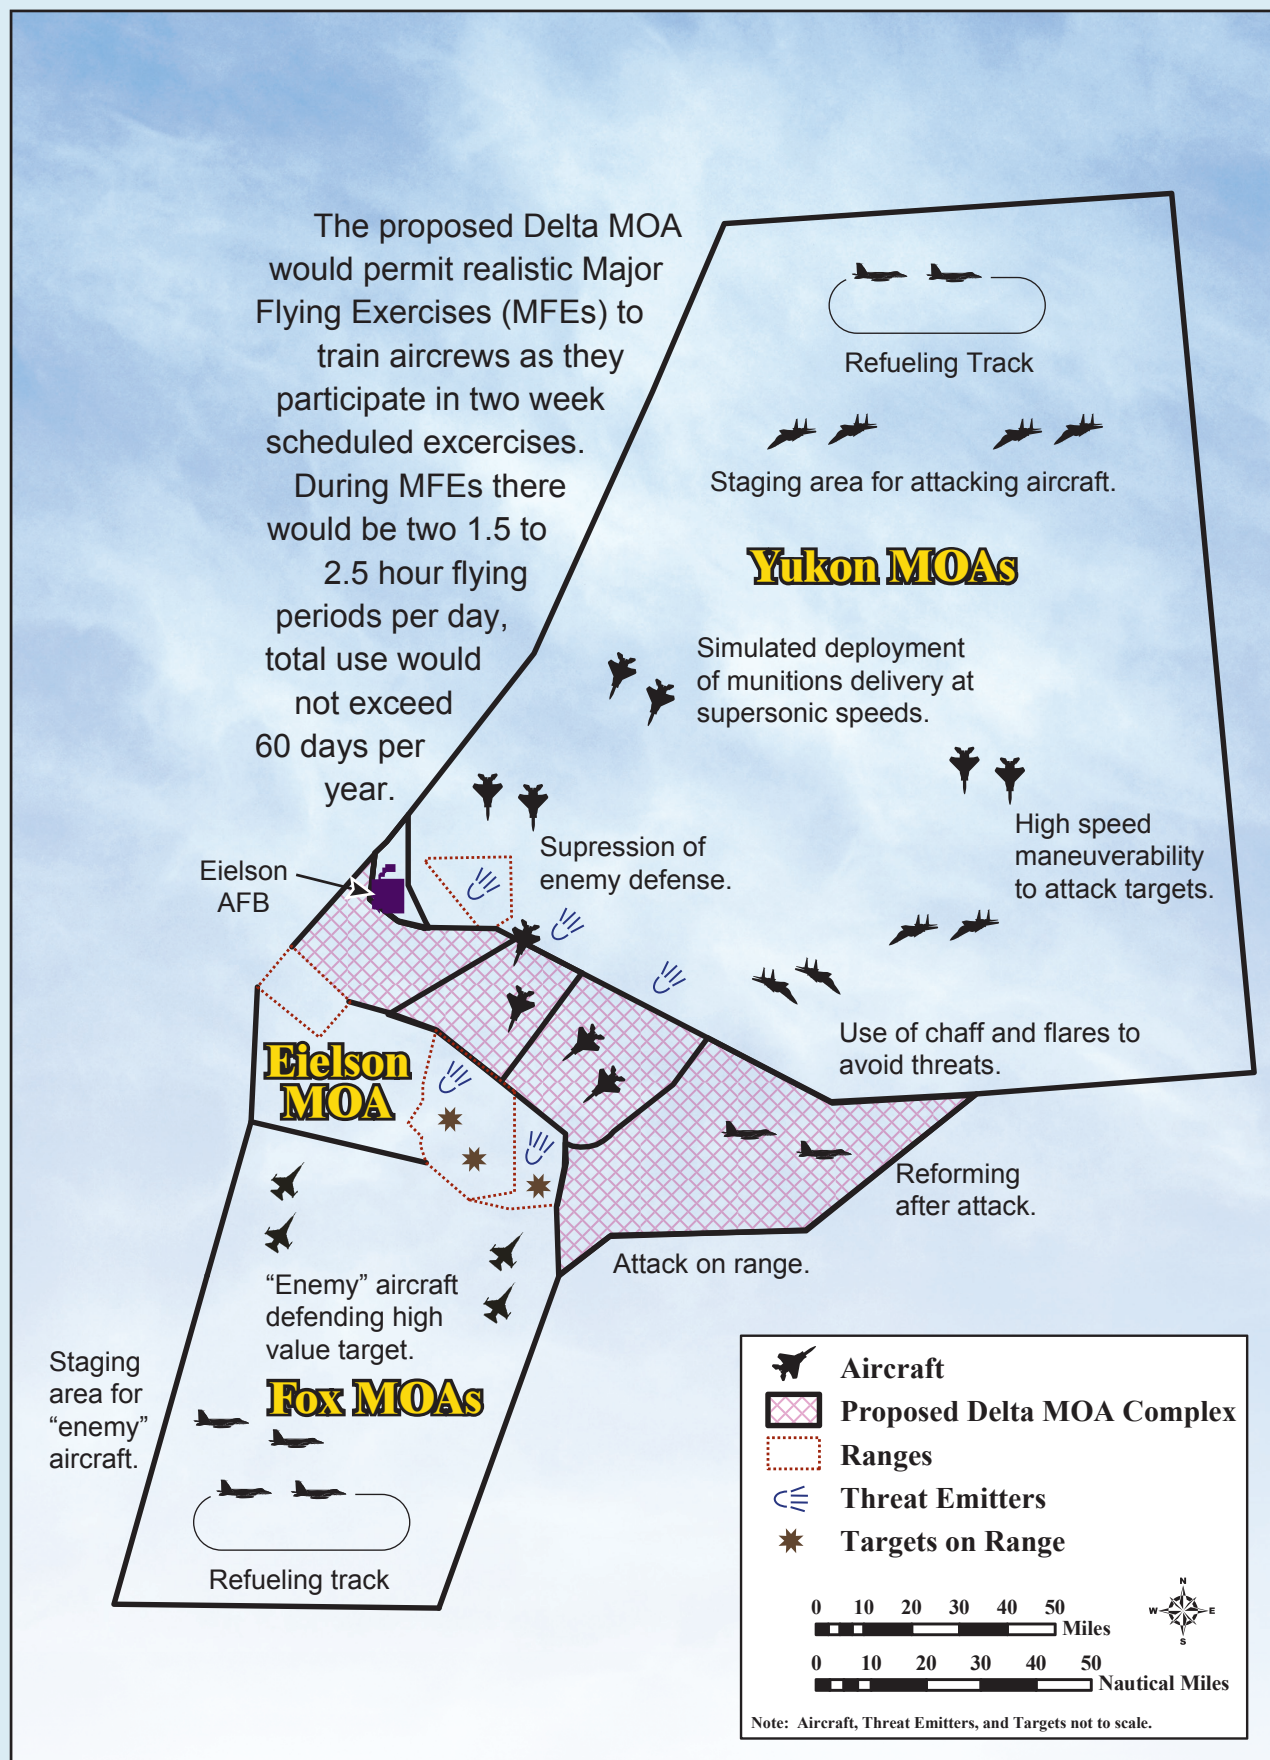 The proposed Delta MOA
would permit realistic Major
Flying Exercises (MFEs) to
train aircrews as they
participate in two week
scheduled excercises.
During MFEs there
would be two 1.5 to
2.5 hour flying
periods per day,
total use would
not exceed
60 days per
year.
Refueling Track
Staging area for attacking aircraft.
Yukon MOAs
Simulated deployment
of munitions delivery at
supersonic speeds.
High speed
maneuverability
to attack targets.
Supression of
enemy defense.
Eielson
AFB
Use of chaff and flares to
avoid threats.
Eielson
MOA
Reforming
after attack.
Attack on range.
“Enemy” aircraft
defending high
value target.
Staging
area for
“enemy”
aircraft.
Fox MOAs
Refueling track
Aircraft
Proposed Delta MOA Complex
Ranges
Threat Emitters
Targets on Range
0 10 20 30 40 50
Miles
0 10 20 30 40 50
Nautical Miles
N
W E
S
Note: Aircraft, Threat Emitters, and Targets not to scale.